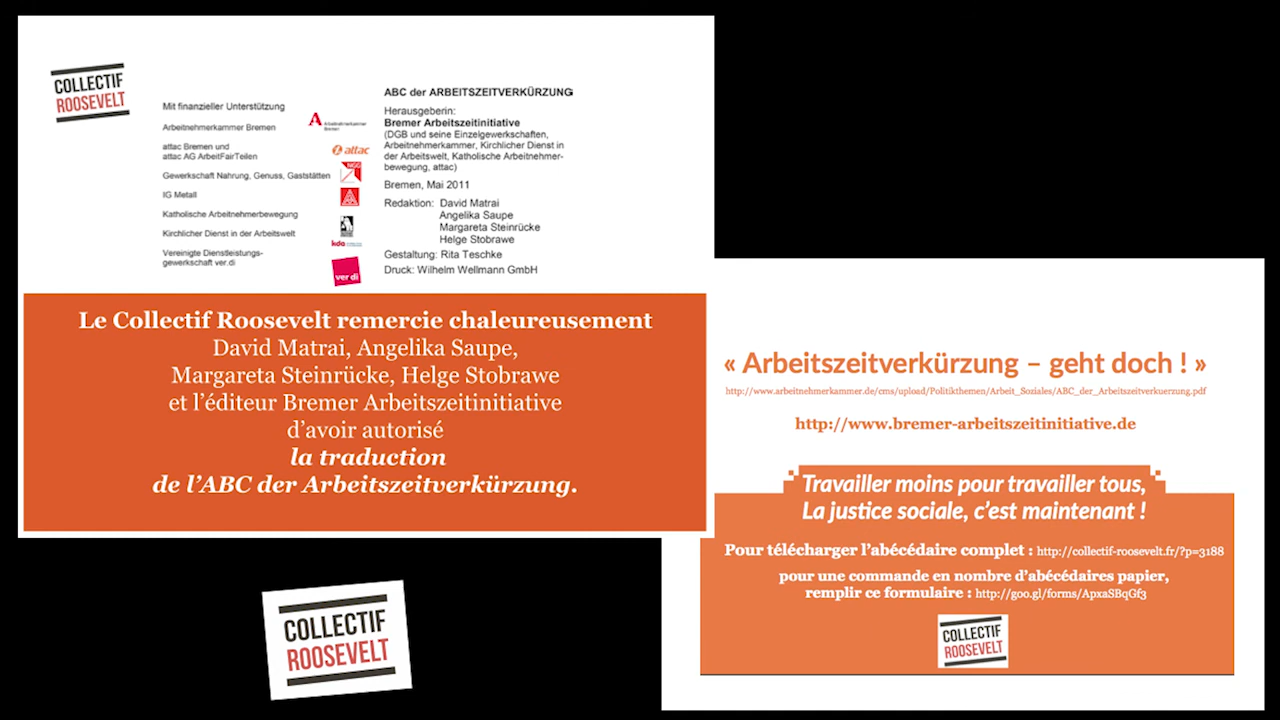 COLLECTIF
ROOSEVELT
Mit finanzieller Unterstützung
Arbeitnehmerkammer Bremen
Arbeitnehmerkammer
Bremen
attac Bremen und
attac AG ArbeitFairTeilen
attac
Gewerkschaft Nahrung, Genuss, Gaststätten
NGG
IG Metall
Katholische Arbeitnehmerbewegung
Kirchlicher Dienst in der Arbeitswelt
kda
Vereinigte Dienstleistungs-
gewerkschaft ver.di
ver di
ABC der ARBEITSZEITVERKÜRZUNG
Herausgeberin:
Bremer Arbeitszeitinitiative
(DGB und seine Einzelgewerkschaften,
Arbeitnehmerkammer, Kirchlicher Dienst in
der Arbeitswelt, Katholische Arbeitnehmer-
bewegung, attac)
Bremen, Mai 2011
Redaktion: David Matrai
Angelika Saupe
Margareta Steinrücke
Helge Stobrawe
Gestaltung: Rita Teschke
Druck: Wilhelm Wellmann GmbH
Le Collectif Roosevelt remercie chaleureusement
David Matrai, Angelika Saupe,
Margareta Steinrücke, Helge Stobrawe
et l'éditeur Bremer Arbeitszeitinitiative
d'avoir autorisé
la traduction
de l'ABC der Arbeitszeitverkürzung.
« Arbeitszeitverkürzung – geht doch ! »
http://www.arbeitnehmerkammer.de/cms/upload/Politikthemen/Arbeit_Soziales/ABC_der_Arbeitszeitverkuerzung.pdf
http://www.bremer-arbeitszeitinitiative.de
Travailler moins pour travailler tous,
La justice sociale, c'est maintenant !
Pour télécharger l'abécédaire complet : http://collectif-roosevelt.fr/?p=3188
pour une commande en nombre d'abécédaires papier,
remplir ce formulaire : http://goo.gl/forms/ApxaSBqGf3
COLLECTIF
ROOSEVELT
COLLECTIF
ROOSEVELT